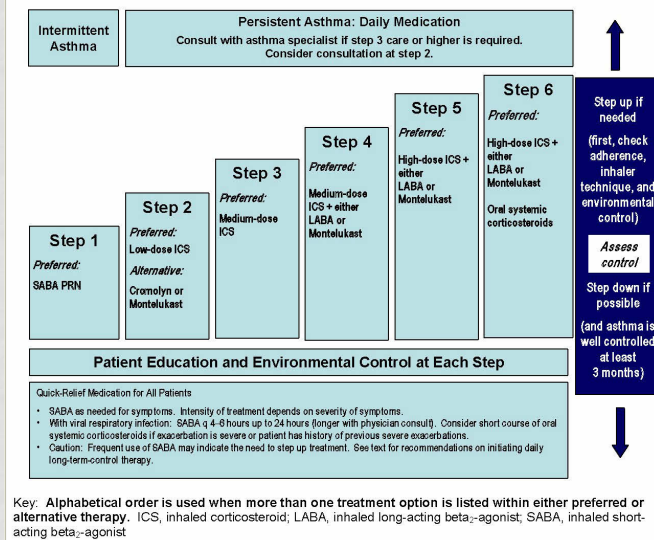 Intermittent
Asthma
Persistent Asthma: Daily Medication
Consult with asthma specialist if step 3 care or higher is required.
Consider consultation at step 2.
Step 1
Preferred:
SABA PRN
Step 2
Preferred:
Low-dose ICS
Alternative:
Cromolyn or
Montelukast
Step 3
Preferred:
Medium-dose
ICS
Step 4
Preferred:
Medium-dose
ICS + either
LABA or
Montelukast
Step 5
Preferred:
High-dose ICS +
either
LABA or
Montelukast
Step 6
Preferred:
High-dose ICS +
either
LABA or
Montelukast
Oral systemic
corticosteroids
Step up if
needed
(first, check
adherence,
inhaler
technique, and
environmental
control)
Assess
control
Step down if
possible
(and asthma is
well controlled
at least
3 months)
Patient Education and Environmental Control at Each Step
Quick-Relief Medication for All Patients
• SABA as needed for symptoms. Intensity of treatment depends on severity of symptoms.
• With viral respiratory infection: SABA q 4–6 hours up to 24 hours (longer with physician consult). Consider short course of oral
systemic corticosteroids if exacerbation is severe or patient has history of previous severe exacerbations.
• Caution: Frequent use of SABA may indicate the need to step up treatment. See text for recommendations on initiating daily
long-term-control therapy.
Key: Alphabetical order is used when more than one treatment option is listed within either preferred or
alternative therapy. ICS, inhaled corticosteroid; LABA, inhaled long-acting beta₂-agonist; SABA, inhaled short-
acting beta₂-agonist